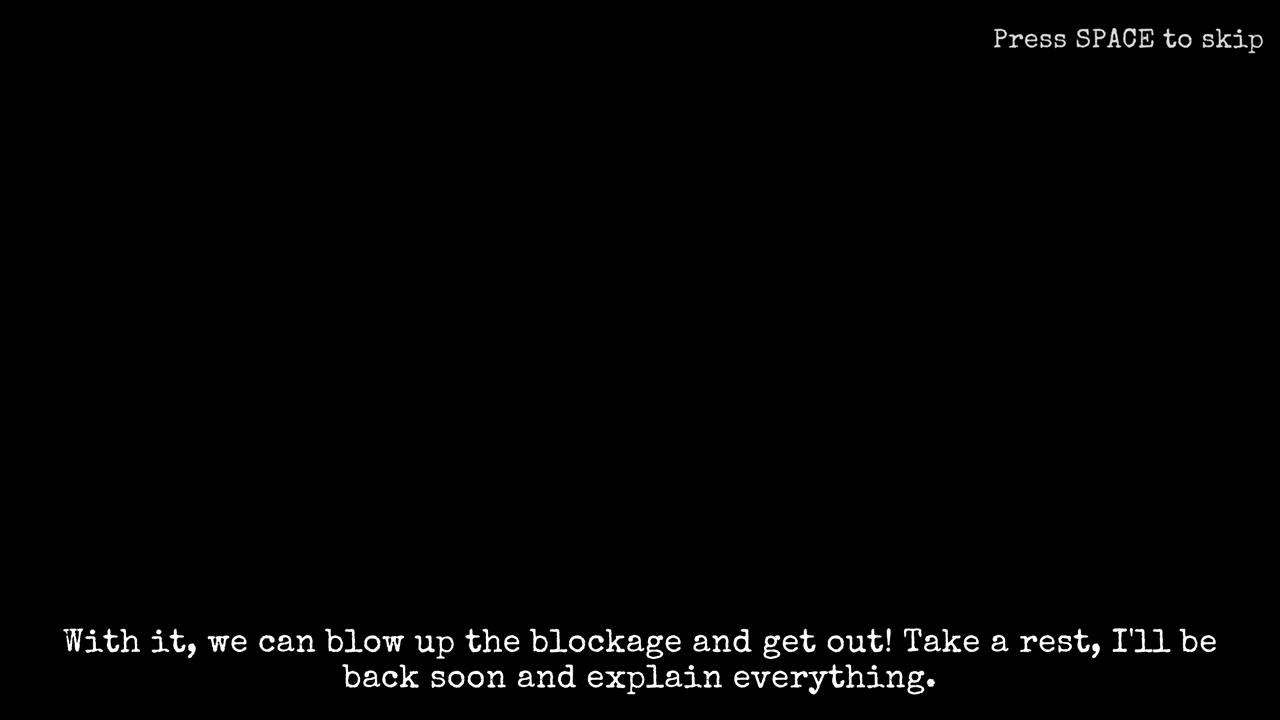 Press SPACE to skip
With it, we can blow up the blockage and get out! Take a rest, I'll be
back soon and explain everything.